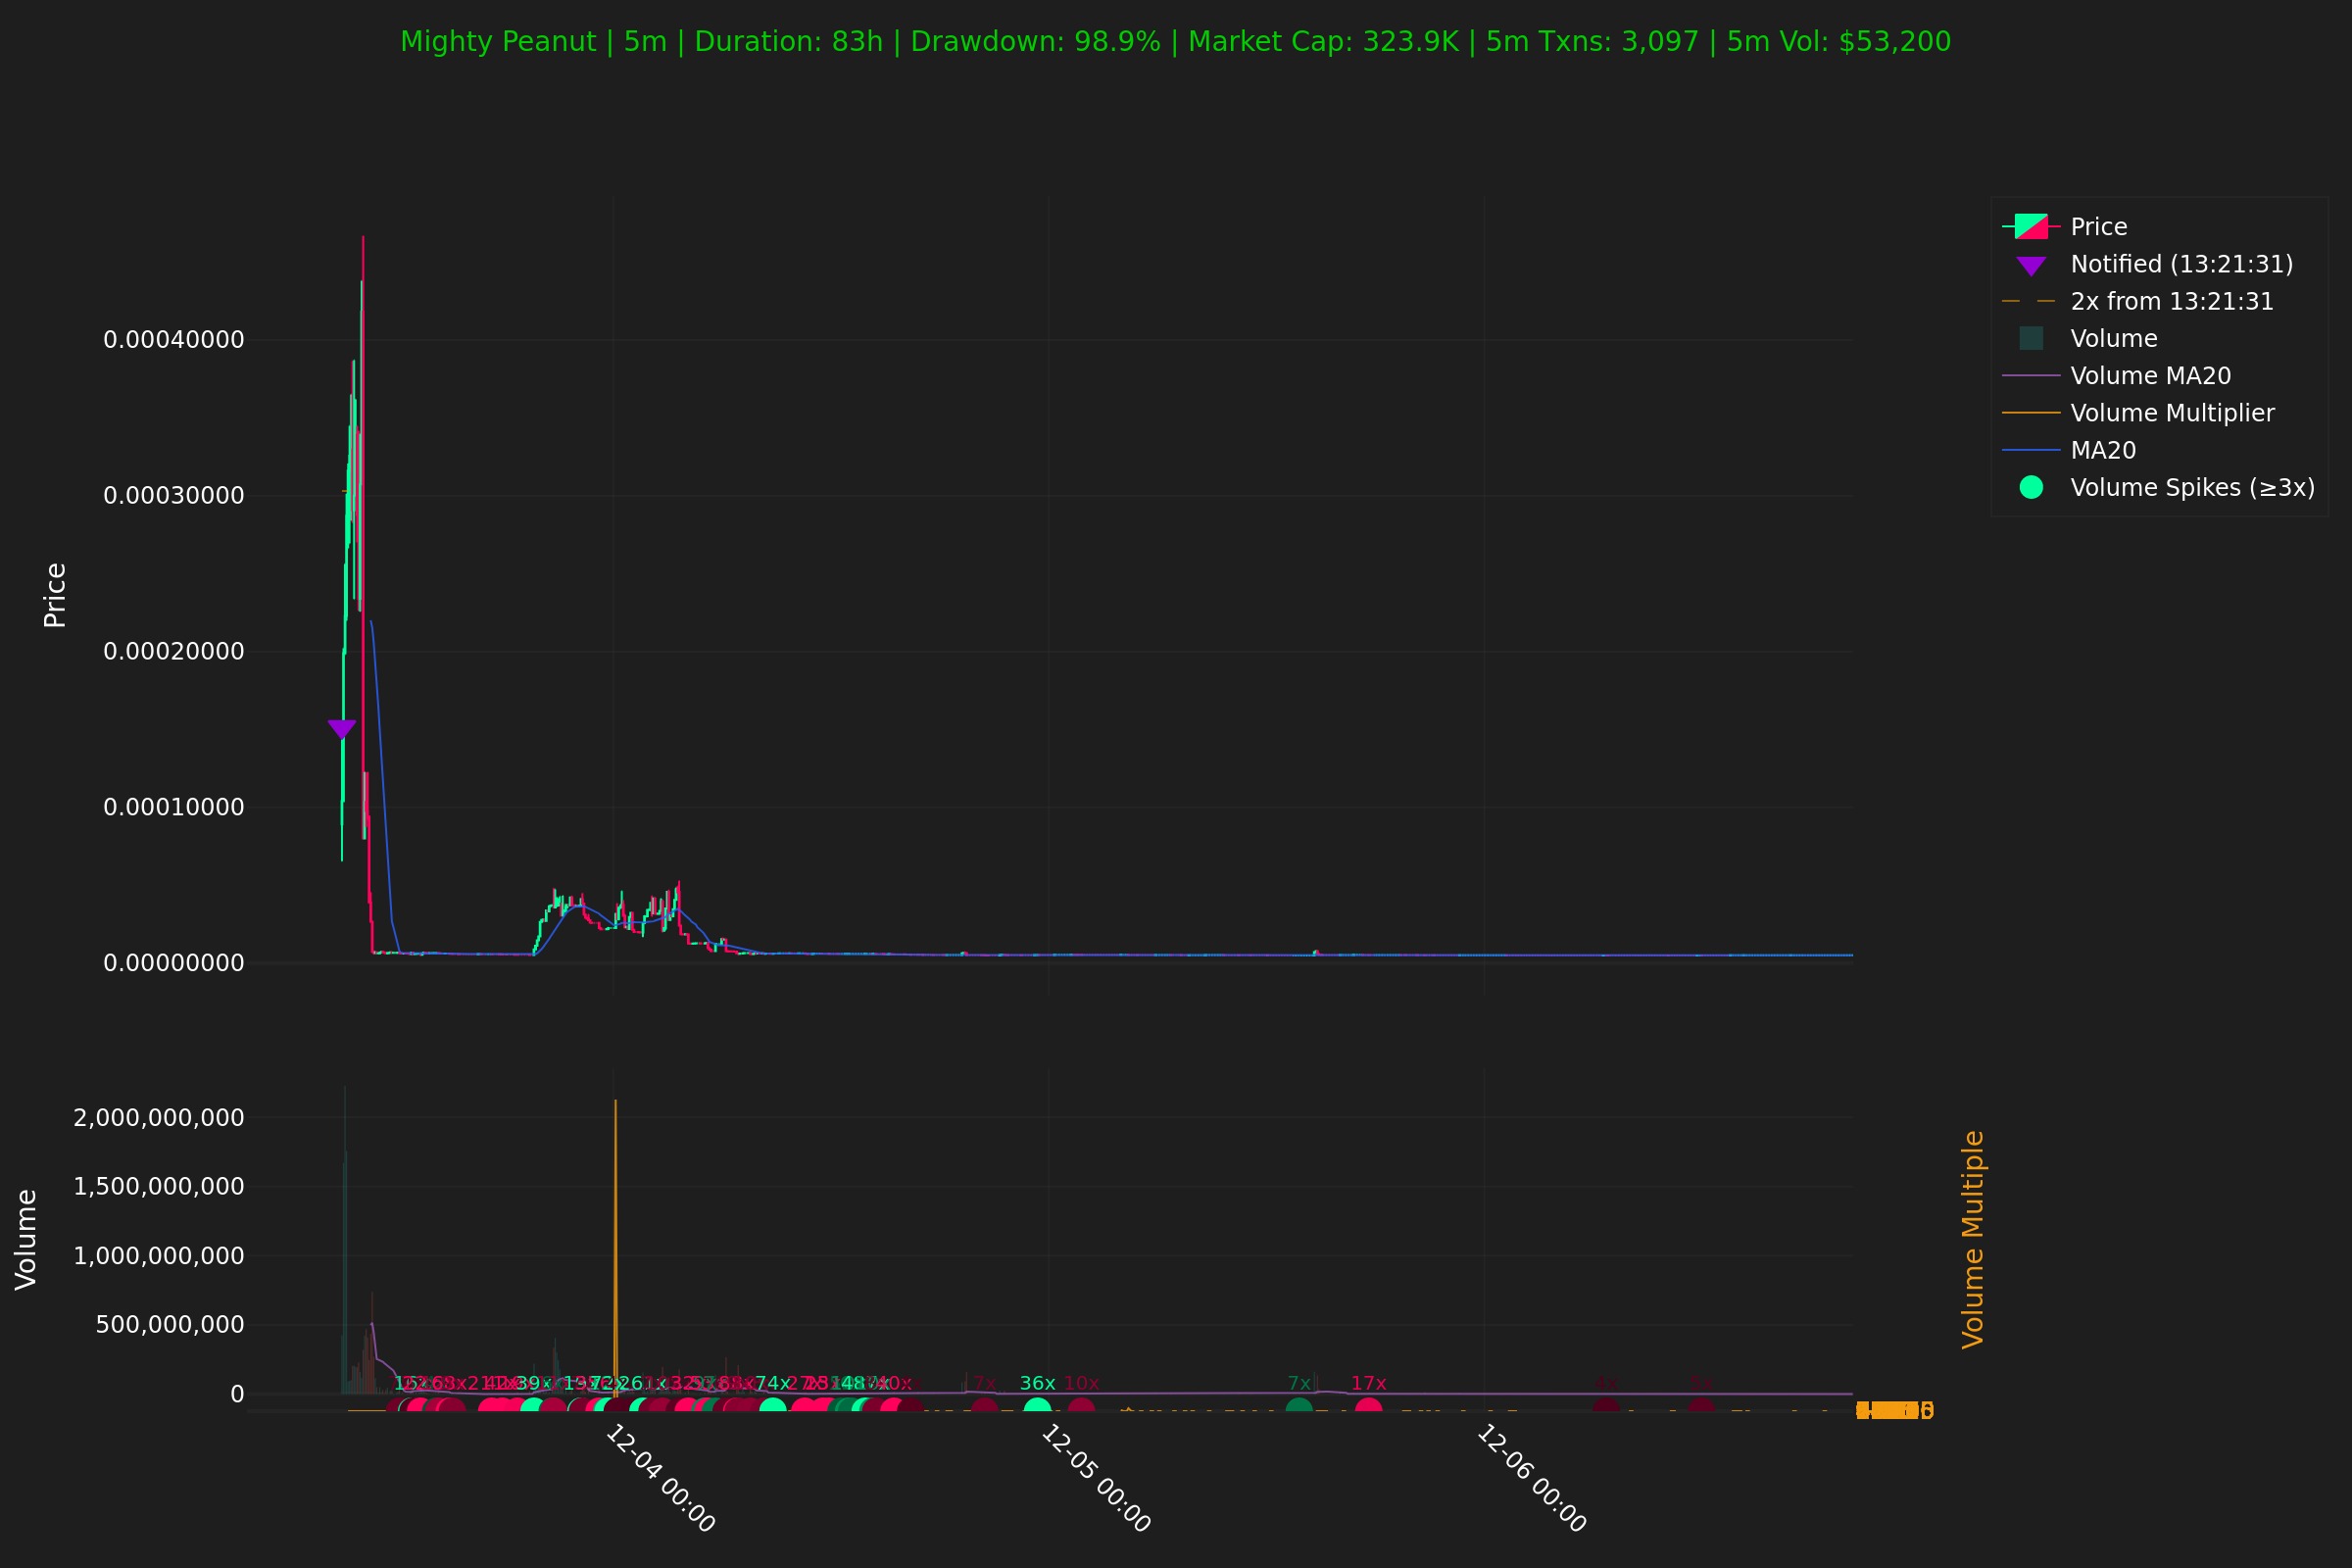 Mighty Peanut | 5m | Duration: 83h | Drawdown: 98.9% | Market Cap: 323.9K | 5m Txns: 3,097 | 5m Vol: $53,200
Price
Notified (13:21:31)
2x from 13:21:31
Volume
Volume MA20
Volume Multiplier
MA20
Volume Spikes (≥3x)
Price
0.00040000
0.00030000
0.00020000
0.00010000
0.00000000
Volume
2,000,000,000
1,500,000,000
1,000,000,000
500,000,000
0
Volume Multiple
39x
74x
36x
10x
7x
7x
17x
4x
12-04 00:00
12-05 00:00
12-06 00:00